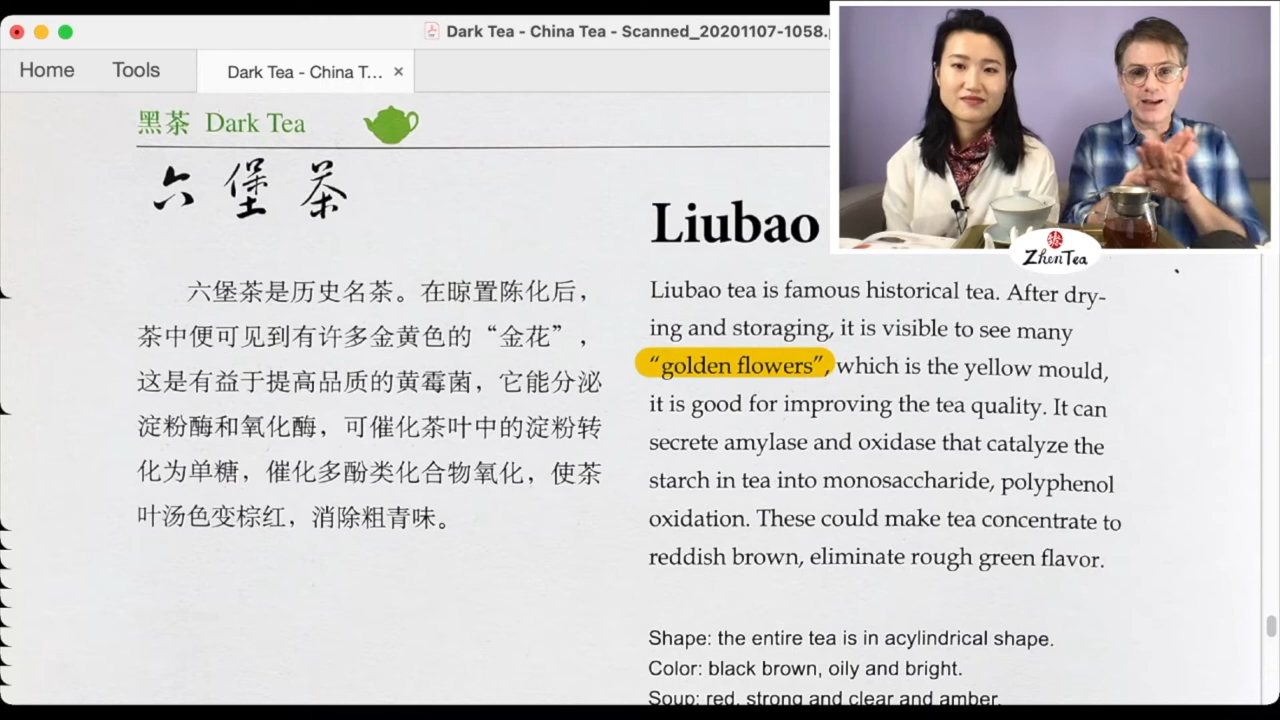 Dark Tea - China Tea - Scanned_20201107-1058.p
Home
Tools
Dark Tea - China T... ×
黑茶 Dark Tea
六堡茶
Liubao
ZhenTea
六堡茶是历史名茶。在晾置陈化后，
茶中便可见到有许多金黄色的“金花”，
这是有益于提高品质的黄霉菌，它能分泌
淀粉酶和氧化酶，可催化茶叶中的淀粉转
化为单糖，催化多酚类化合物氧化，使茶
叶汤色变棕红，消除粗青味。
Liubao tea is famous historical tea. After dry-
ing and storaging, it is visible to see many
“golden flowers”, which is the yellow mould,
it is good for improving the tea quality. It can
secrete amylase and oxidase that catalyze the
starch in tea into monosaccharide, polyphenol
oxidation. These could make tea concentrate to
reddish brown, eliminate rough green flavor.
Shape: the entire tea is in acylindrical shape.
Color: black brown, oily and bright.
Soup: red, strong and clear and amber.